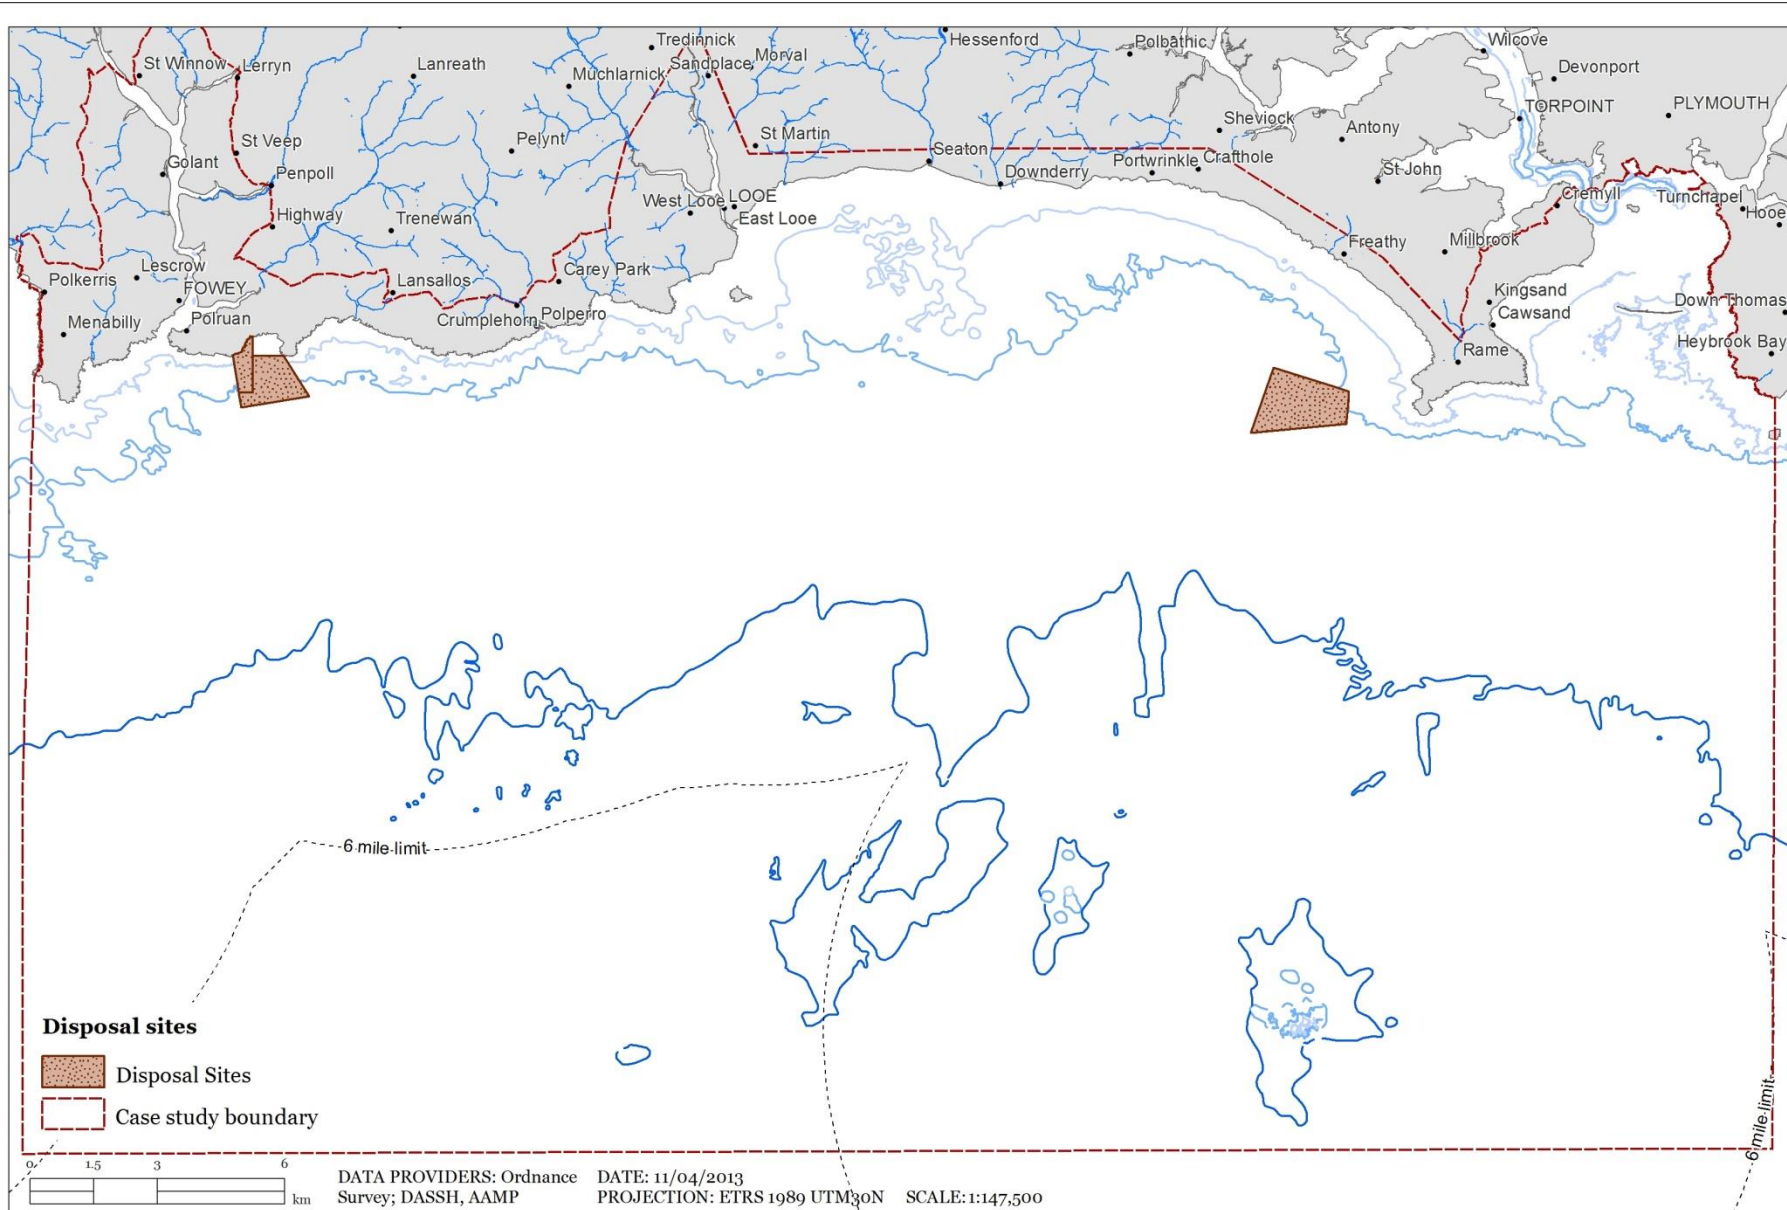 Tredinnick
Hessenford
Wilcove
Polbathic
Morval
St Winnow
Lerryn
Lanreath
Sandplace
Devonport
Muchlarnick
TORPOINT
PLYMOUTH
Sheviock
St Veep
Pelynt
St Martin
Antony
Golant
Seaton
Portwrinkle
Crafthole
St John
Penpoll
Downderry
Cremyll
Turnchapel
West Looe
LOOE
Hooe
Highway
Trenewan
East Looe
Freathy
Millbrook
Lescrow
Carey Park
Polkerris
Lansallos
FOWEY
Kingsand
Down Thomas
Crumplehorn
Polperro
Cawsand
Menabilly
Polruan
Rame
Heybrook Bay
6 mile limit
Disposal sites
Disposal Sites
Case study boundary
6 mile limit
0 1.5 3 6
km
DATA PROVIDERS: Ordnance
Survey; DASSH, AAMP
DATE: 11/04/2013
PROJECTION: ETRS 1989 UTM30N SCALE:1:147,500